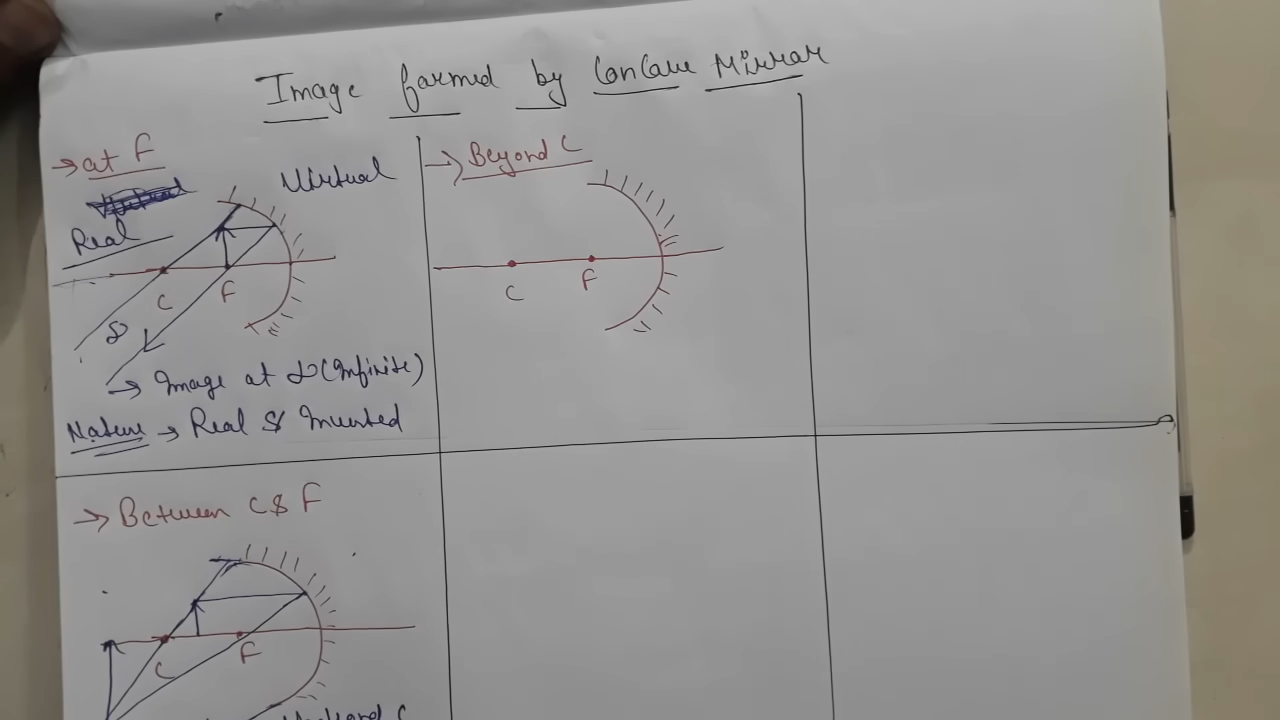 Image formed by Concave Mirror
→ at F
Virtual
Real
C
F
∞
→ Image at ∞ (Infinite)
Nature → Real & Inverted
→ Beyond C
C
F
→ Between C & F
C
F